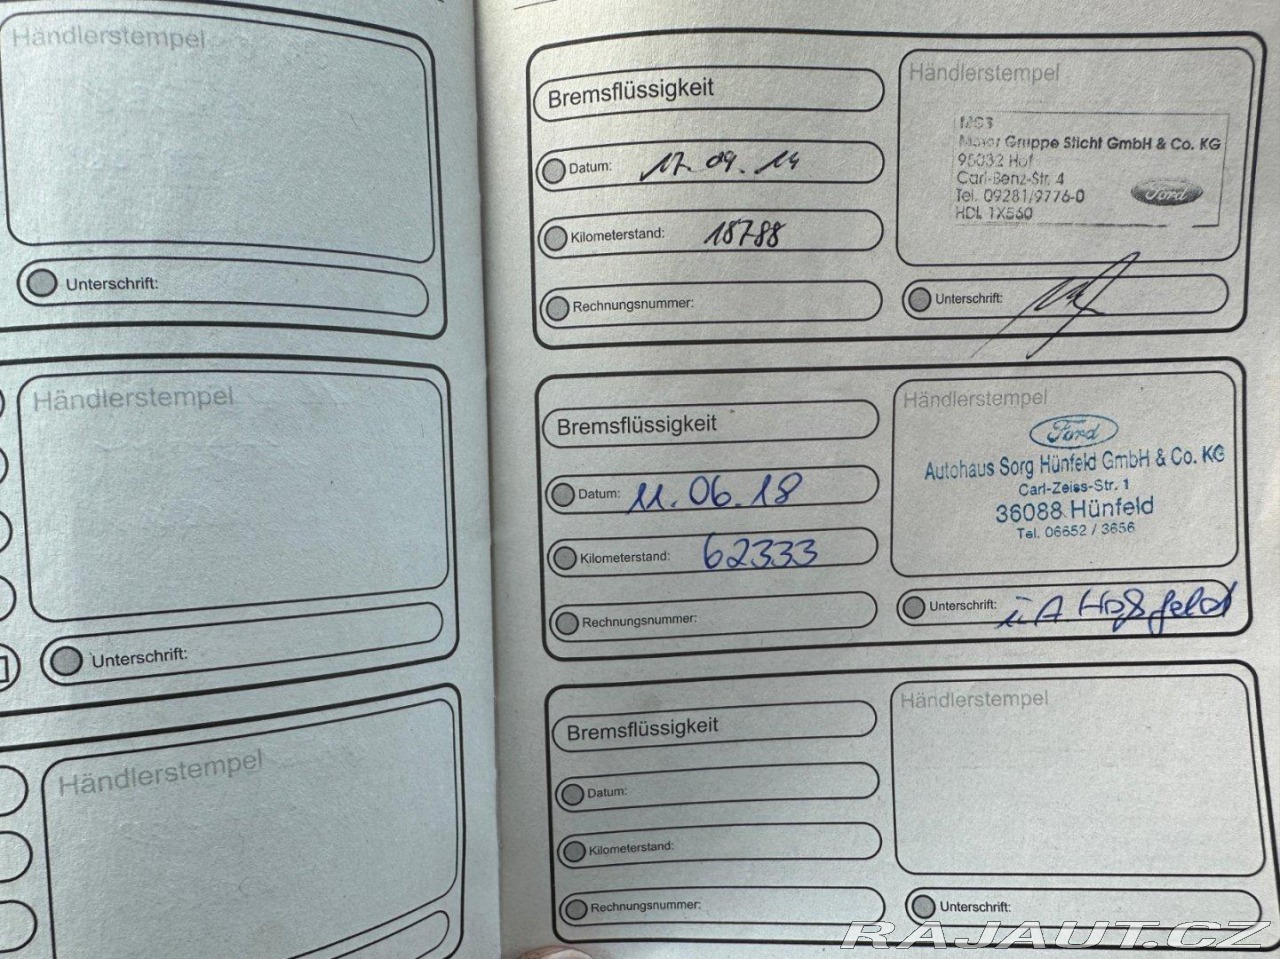 Händlerstempel
Unterschrift:
Händlerstempel
Unterschrift:
Händlerstempel
Bremsflüssigkeit
Datum: 17.09.14
Kilometerstand: 18788
Rechnungsnummer:
Händlerstempel
Gruppe Sticht GmbH & Co. KG
95032 Hof
Carl-Benz-Str. 4
Tel. 09281/9776-0
HDL 1X560
Ford
Unterschrift:
Bremsflüssigkeit
Datum: 11.06.18
Kilometerstand: 62333
Rechnungsnummer:
Händlerstempel
Ford
Autohaus Sorg Hünfeld GmbH & Co. KG
Carl-Zeiss-Str. 1
36088 Hünfeld
Tel. 06652 / 3656
Unterschrift: i.A. Hoßfeld
Bremsflüssigkeit
Datum:
Kilometerstand:
Rechnungsnummer:
Händlerstempel
Unterschrift:
RAJAUT.CZ